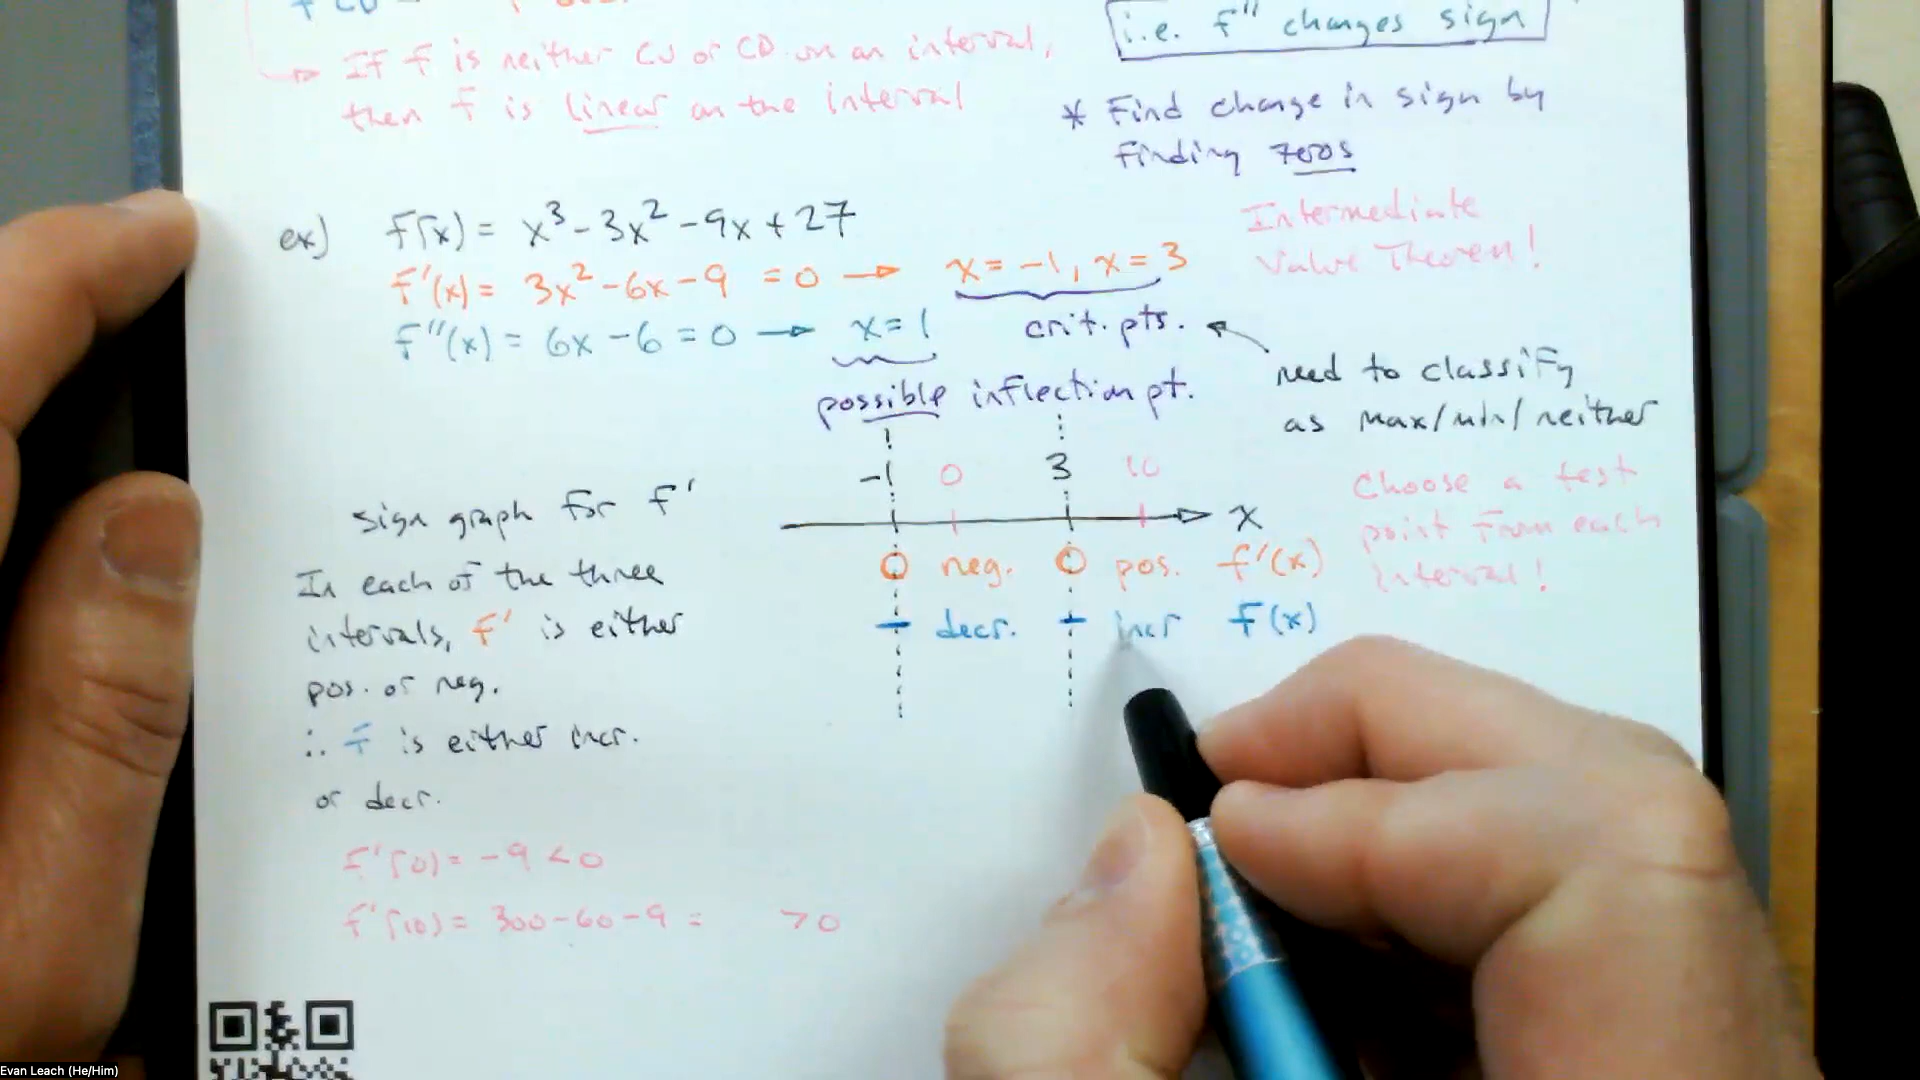 i.e. f" changes sign
→ If f is neither CU or CD on an interval,
then f is linear on the interval
* Find change in sign by
finding zeros
Intermediate
Value Theorem!
ex) f(x) = x³ - 3x² - 9x + 27
f'(x) = 3x² - 6x - 9 = 0 → x = -1, x = 3
f''(x) = 6x - 6 = 0 → x = 1
crit. pts.
possible inflection pt.
need to classify
as max/min/neither
-1 0 3 10
x
sign graph for f'
0 neg. 0 pos. f'(x)
decr. incr f(x)
Choose a test
point from each
interval!
In each of the three
intervals, f' is either
pos. or neg.
∴ f is either incr.
or decr.
f'(0) = -9 < 0
f'(10) = 300 - 60 - 9 = > 0
Evan Leach (He/Him)